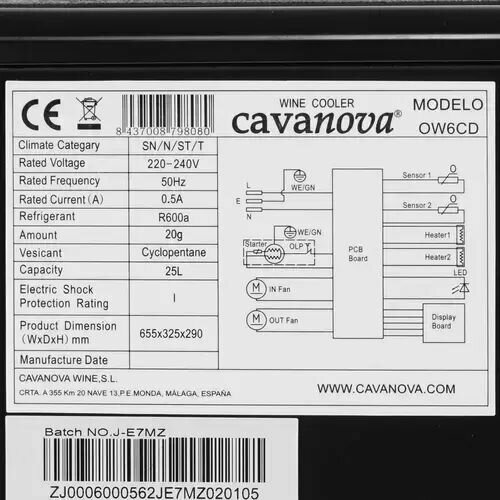 CE
WINE COOLER
cavanova®
MODELO
OW6CD
8 437008 798080
Climate Categary SN/N/ST/T
Rated Voltage 220-240V
Rated Frequency 50Hz
Rated Current (A) 0.5A
Refrigerant R600a
Amount 20g
Vesicant Cyclopentane
Capacity 25L
Electric Shock
Protection Rating I
Product Dimension
(WxDxH) mm 655x325x290
Manufacture Date
L
E
N
WE/GN
WE/GN
Starter
OLP
M IN Fan
M OUT Fan
PCB
Board
Sensor 1
Sensor 2
Heater1
Heater2
LED
Display
Board
CAVANOVA WINE,S.L.
CRTA. A 355 Km 20 NAVE 13,P.E.MONDA, MÁLAGA, ESPAÑA
WWW.CAVANOVA.COM
Batch NO.J-E7MZ
ZJ0006000562JE7MZ020105